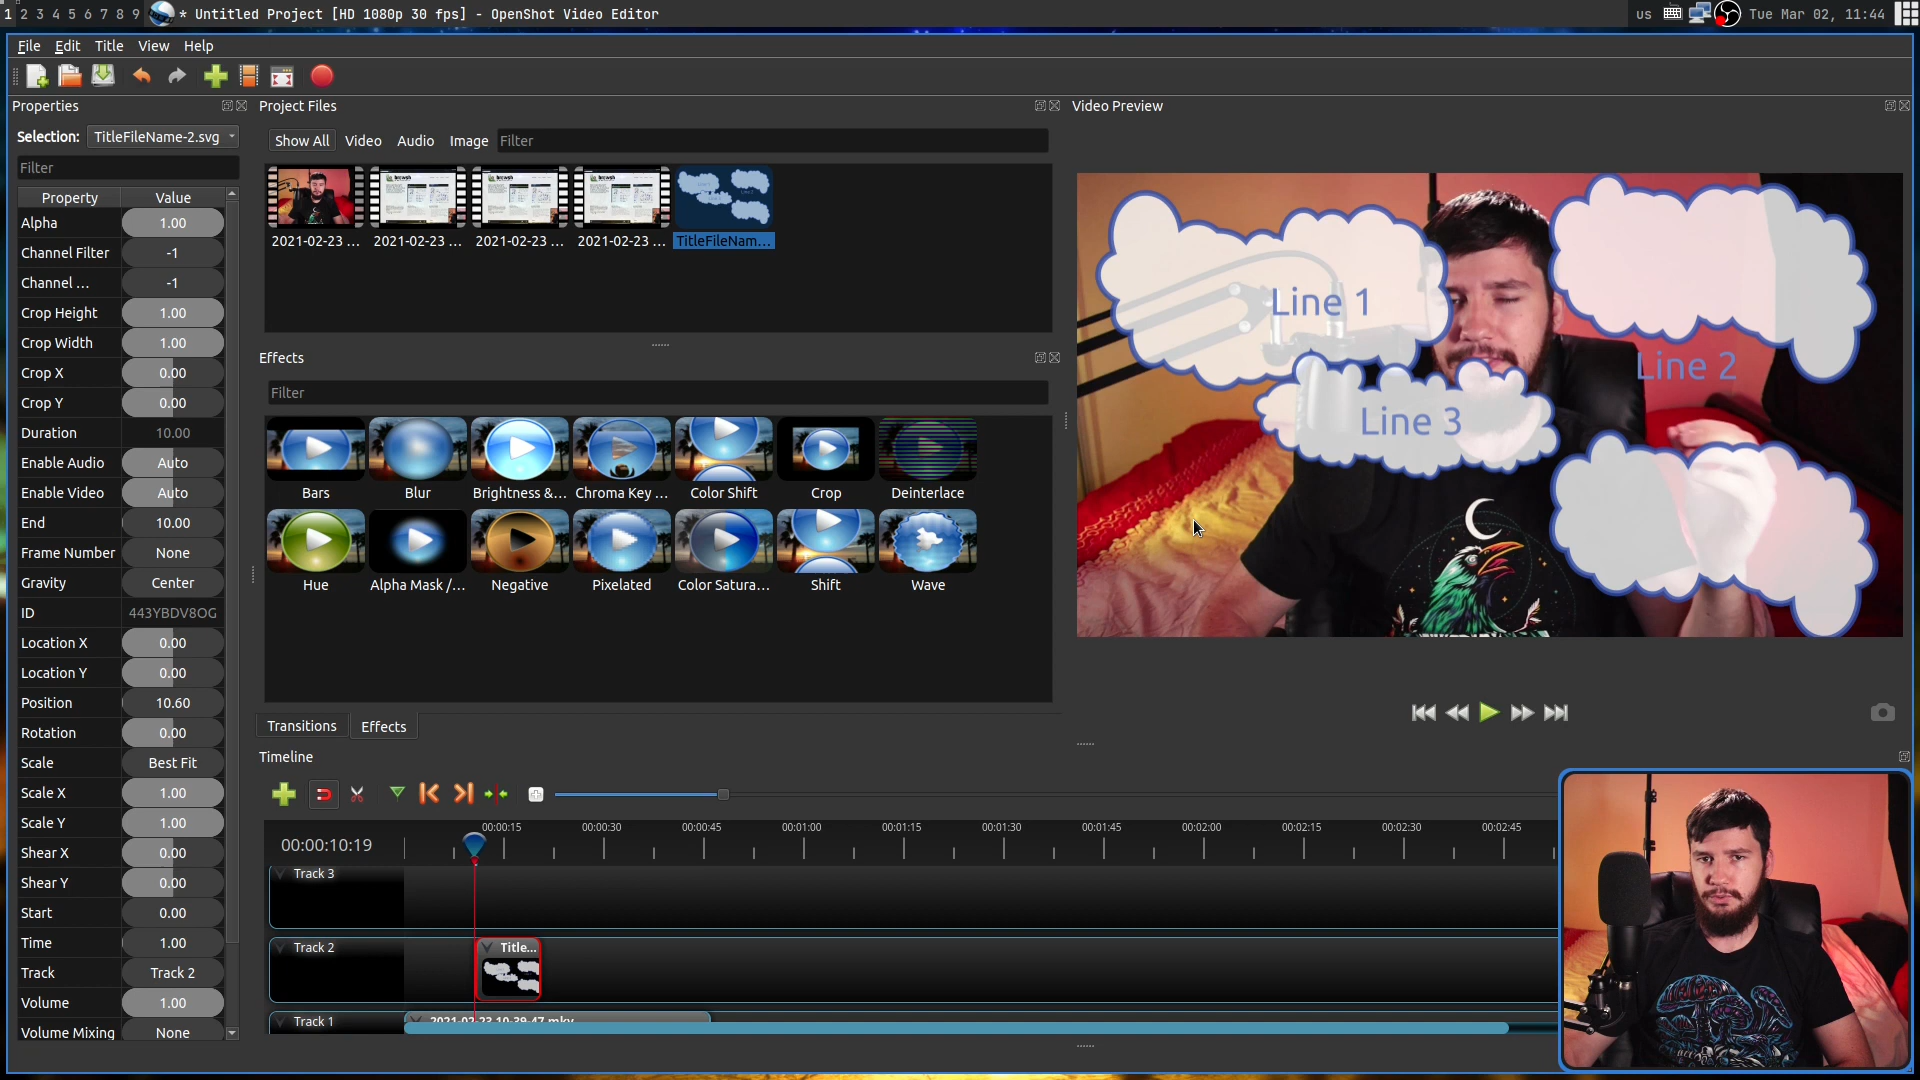 1 2 3 4 5 6 7 8 9 * Untitled Project [HD 1080p 30 fps] - OpenShot Video Editor
us Tue Mar 02, 11:44
File Edit Title View Help
Properties
Selection: TitleFileName-2.svg
Filter
Property Value
Alpha 1.00
Channel Filter -1
Channel ... -1
Crop Height 1.00
Crop Width 1.00
Crop X 0.00
Crop Y 0.00
Duration 10.00
Enable Audio Auto
Enable Video Auto
End 10.00
Frame Number None
Gravity Center
ID 443YBDV8OG
Location X 0.00
Location Y 0.00
Position 10.60
Rotation 0.00
Scale Best Fit
Scale X 1.00
Scale Y 1.00
Shear X 0.00
Shear Y 0.00
Start 0.00
Time 1.00
Track Track 2
Volume 1.00
Volume Mixing None
Project Files
Show All Video Audio Image Filter
2021-02-23 ... 2021-02-23 ... 2021-02-23 ... 2021-02-23 ... TitleFileNam...
Effects
Filter
Bars Blur Brightness &... Chroma Key ... Color Shift Crop Deinterlace
Hue Alpha Mask /... Negative Pixelated Color Satura... Shift Wave
Transitions Effects
Video Preview
Line 1
Line 2
Line 3
Timeline
00:00:10:19
00:00:15 00:00:30 00:00:45 00:01:00 00:01:15 00:01:30 00:01:45 00:02:00 00:02:15 00:02:30 00:02:45
Track 3
Track 2 Title...
Track 1 2021-02-23 10-39-47.mkv